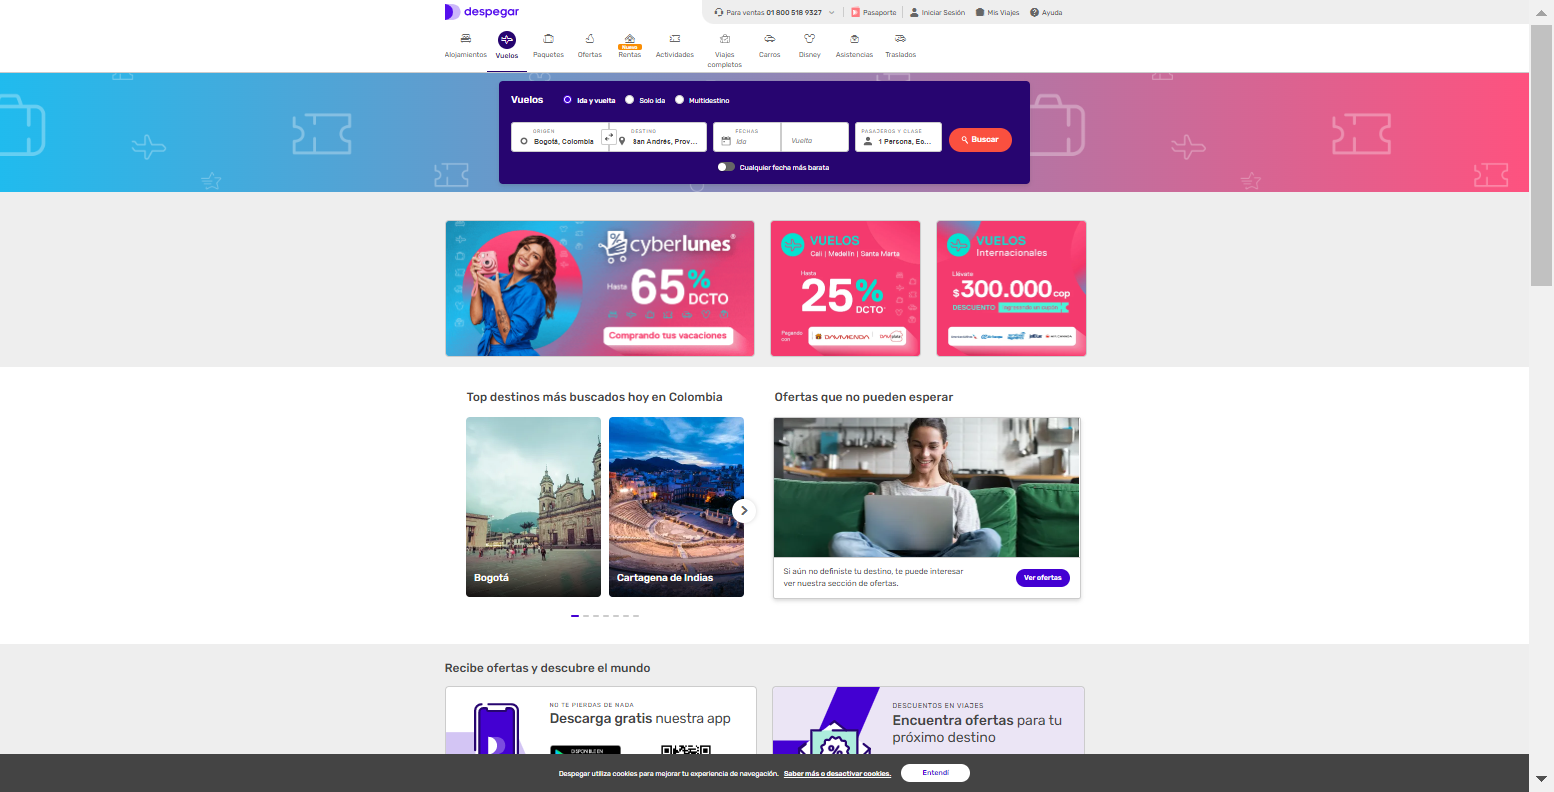 despegar
Para ventas 01 800 518 9327
Pasaporte
Iniciar Sesión
Mis Viajes
Ayuda
Alojamientos
Vuelos
Paquetes
Ofertas
Nuevo
Rentas
Actividades
Viajes
completos
Carros
Disney
Asistencias
Traslados
Vuelos
Ida y vuelta
Solo ida
Multidestino
ORIGEN
Bogotá, Colombia
DESTINO
San Andrés, Prov...
FECHAS
Ida
Vuelta
PASAJEROS Y CLASE
1 Persona, Ec...
Buscar
Cualquier fecha más barata
cyberlunes®
Hasta 65% DCTO
Comprando tus vacaciones
VUELOS
Cali | Medellín | Santa Marta
Hasta
25% DCTO*
Pagando
con
DAVIVIENDA
VUELOS
Internacionales
Llévate
$300.000 COP
DESCUENTO
AIR CANADA
Top destinos más buscados hoy en Colombia
Bogotá
Cartagena de Indias
Ofertas que no pueden esperar
Si aún no definiste tu destino, te puede interesar
ver nuestra sección de ofertas.
Ver ofertas
Recibe ofertas y descubre el mundo
NO TE PIERDAS DE NADA
Descarga gratis nuestra app
DISPONIBLE EN
DESCUENTOS EN VIAJES
Encuentra ofertas para tu
próximo destino
Despegar utiliza cookies para mejorar tu experiencia de navegación. Saber más o desactivar cookies.
Entendí